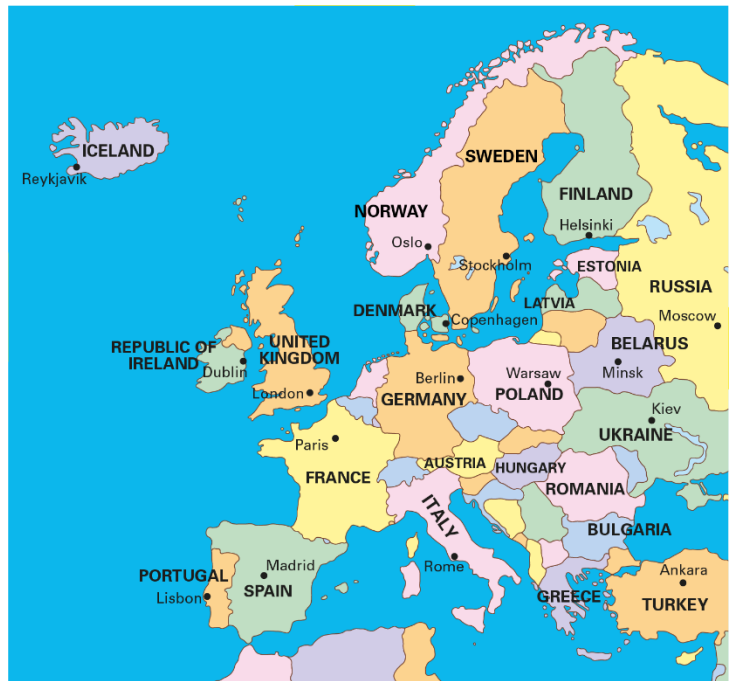 ICELAND
Reykjavik
SWEDEN
FINLAND
NORWAY
Helsinki
Oslo
Stockholm
ESTONIA
RUSSIA
LATVIA
DENMARK
Copenhagen
Moscow
REPUBLIC OF
IRELAND
Dublin
UNITED
KINGDOM
BELARUS
Minsk
London
Berlin
GERMANY
Warsaw
POLAND
Kiev
UKRAINE
Paris
FRANCE
AUSTRIA
HUNGARY
ROMANIA
ITALY
BULGARIA
Rome
PORTUGAL
Lisbon
Madrid
SPAIN
GREECE
Ankara
TURKEY